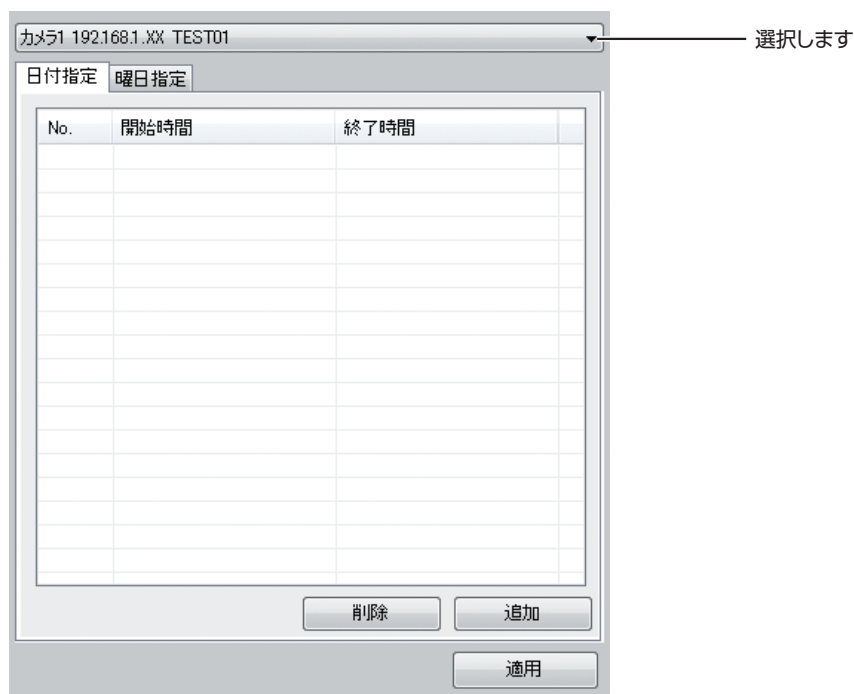 カメラ1 192.168.1.XX TEST01
選択します
日付指定 曜日指定
No. 開始時間 終了時間
削除 追加
適用